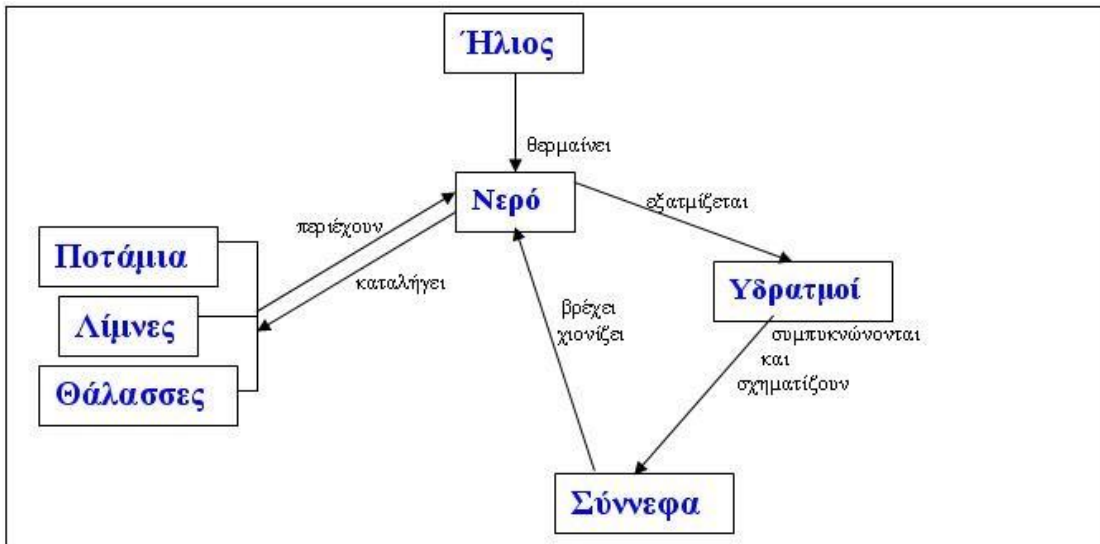 Ήλιος
θερμαίνει
Νερό
εξατμίζεται
περιέχουν
καταλήγει
Ποτάμια
Λίμνες
Θάλασσες
Υδρατμοί
συμπυκνώνονται
και
σχηματίζουν
βρέχει
χιονίζει
Σύννεφα